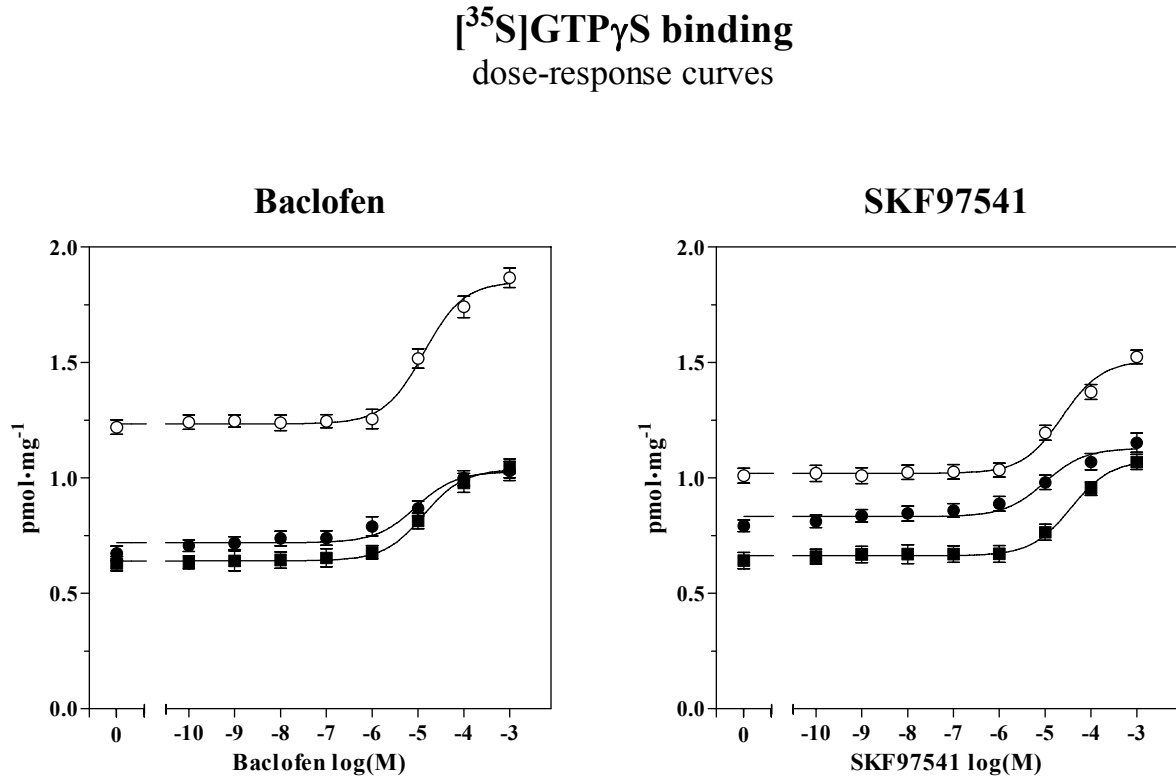 [³⁵S]GTPγS binding
dose-response curves
Baclofen
2.0
1.5
1.0
0.5
0.0
pmol·mg⁻¹
0 -10 -9 -8 -7 -6 -5 -4 -3
Baclofen log(M)
SKF97541
2.0
1.5
1.0
0.5
0.0
pmol·mg⁻¹
0 -10 -9 -8 -7 -6 -5 -4 -3
SKF97541 log(M)